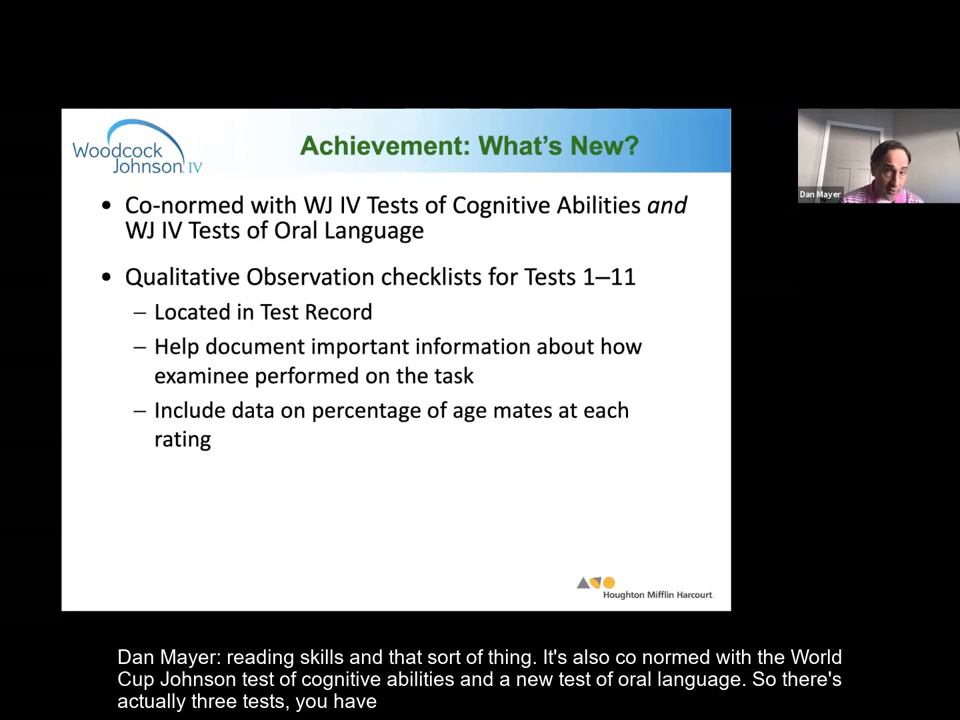 Woodcock
Johnson IV
Achievement: What's New?
• Co-normed with WJ IV Tests of Cognitive Abilities and
WJ IV Tests of Oral Language
• Qualitative Observation checklists for Tests 1–11
– Located in Test Record
– Help document important information about how
examinee performed on the task
– Include data on percentage of age mates at each
rating
Houghton Mifflin Harcourt.
Dan Mayer
Dan Mayer: reading skills and that sort of thing. It's also co normed with the World
Cup Johnson test of cognitive abilities and a new test of oral language. So there's
actually three tests, you have